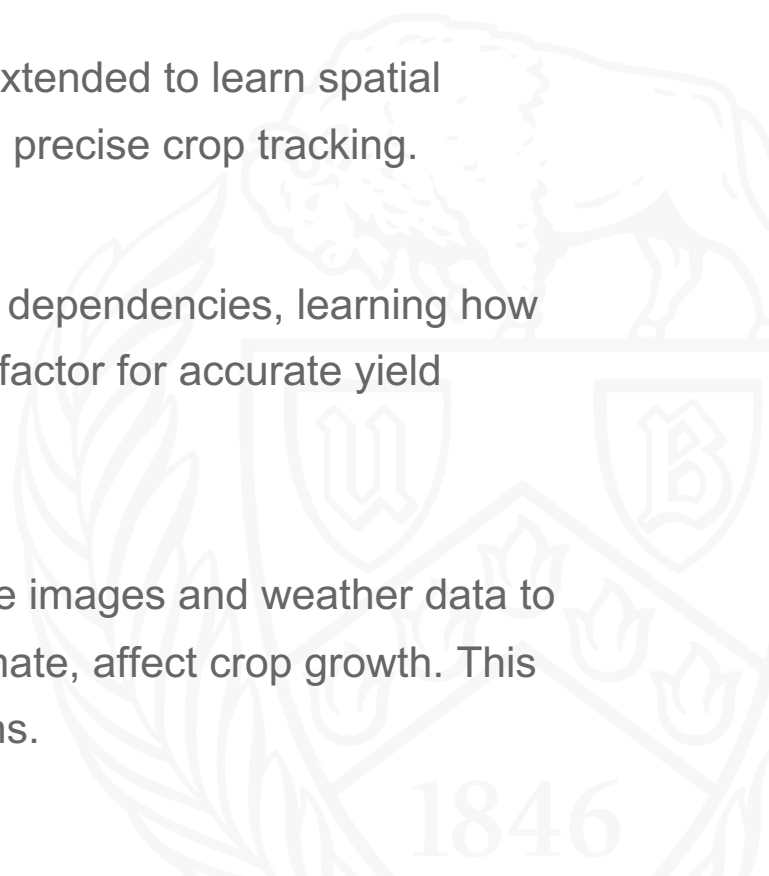 xtended to learn spatial
precise crop tracking.
dependencies, learning how
factor for accurate yield
U B
e images and weather data to
nate, affect crop growth. This
ns.
1846